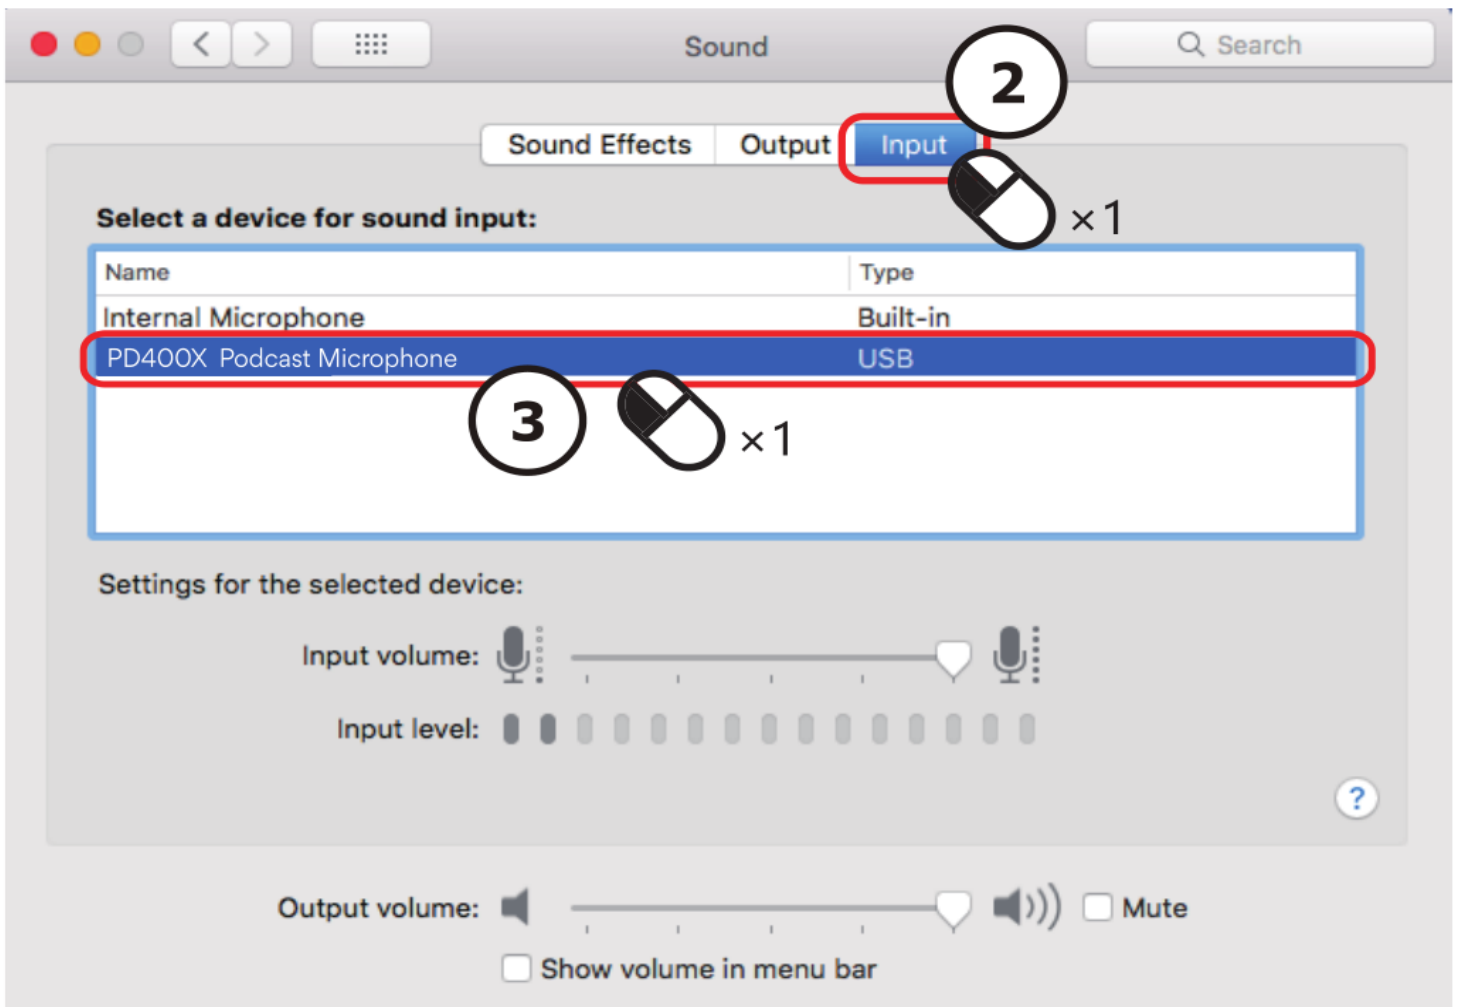 Sound
Search
2
Sound Effects Output Input
×1
Select a device for sound input:
Name Type
Internal Microphone Built-in
PD400X Podcast Microphone USB
3 ×1
Settings for the selected device:
Input volume:
Input level:
?
Output volume: Mute
Show volume in menu bar